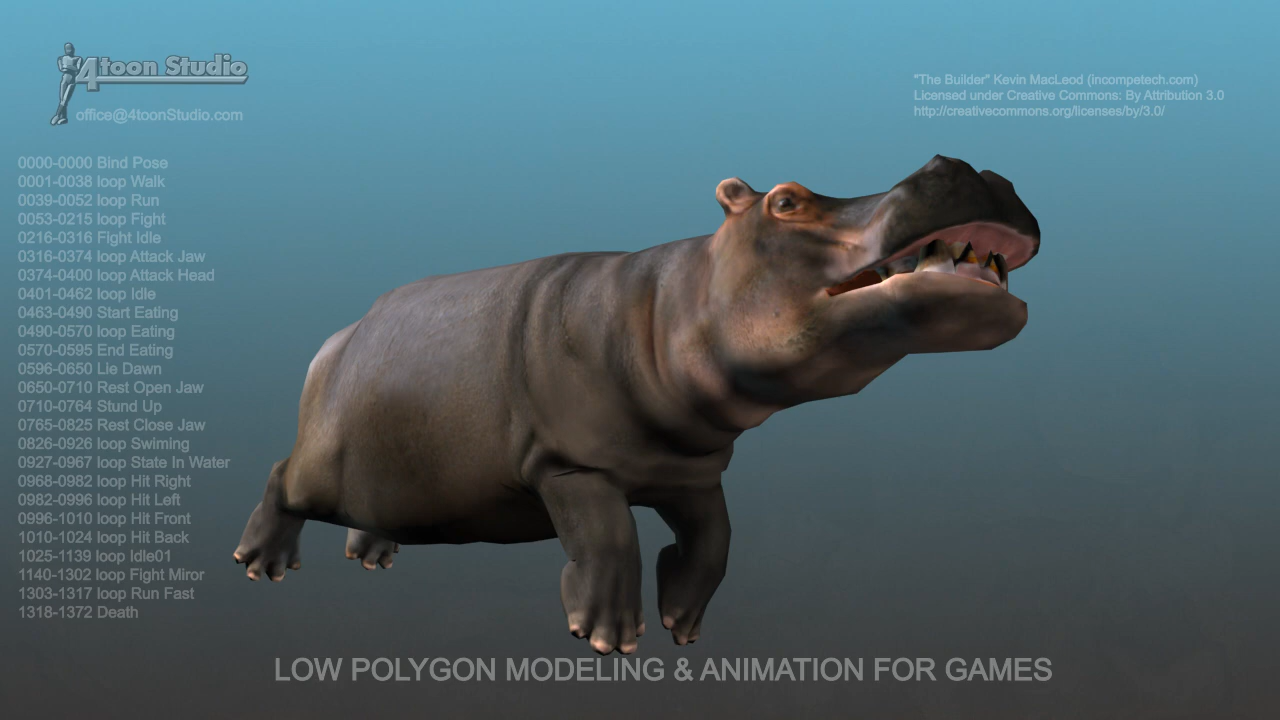 4toon Studio
office@4toonStudio.com
"The Builder" Kevin MacLeod (incompetech.com)
Licensed under Creative Commons: By Attribution 3.0
http://creativecommons.org/licenses/by/3.0/
0000-0000 Bind Pose
0001-0038 loop Walk
0039-0052 loop Run
0053-0215 loop Fight
0216-0316 Fight Idle
0316-0374 loop Attack Jaw
0374-0400 loop Attack Head
0401-0462 loop Idle
0463-0490 Start Eating
0490-0570 loop Eating
0570-0595 End Eating
0596-0650 Lie Dawn
0650-0710 Rest Open Jaw
0710-0764 Stund Up
0765-0825 Rest Close Jaw
0826-0926 loop Swiming
0927-0967 loop State In Water
0968-0982 loop Hit Right
0982-0996 loop Hit Left
0996-1010 loop Hit Front
1010-1024 loop Hit Back
1025-1139 loop Idle01
1140-1302 loop Fight Miror
1303-1317 loop Run Fast
1318-1372 Death
LOW POLYGON MODELING & ANIMATION FOR GAMES